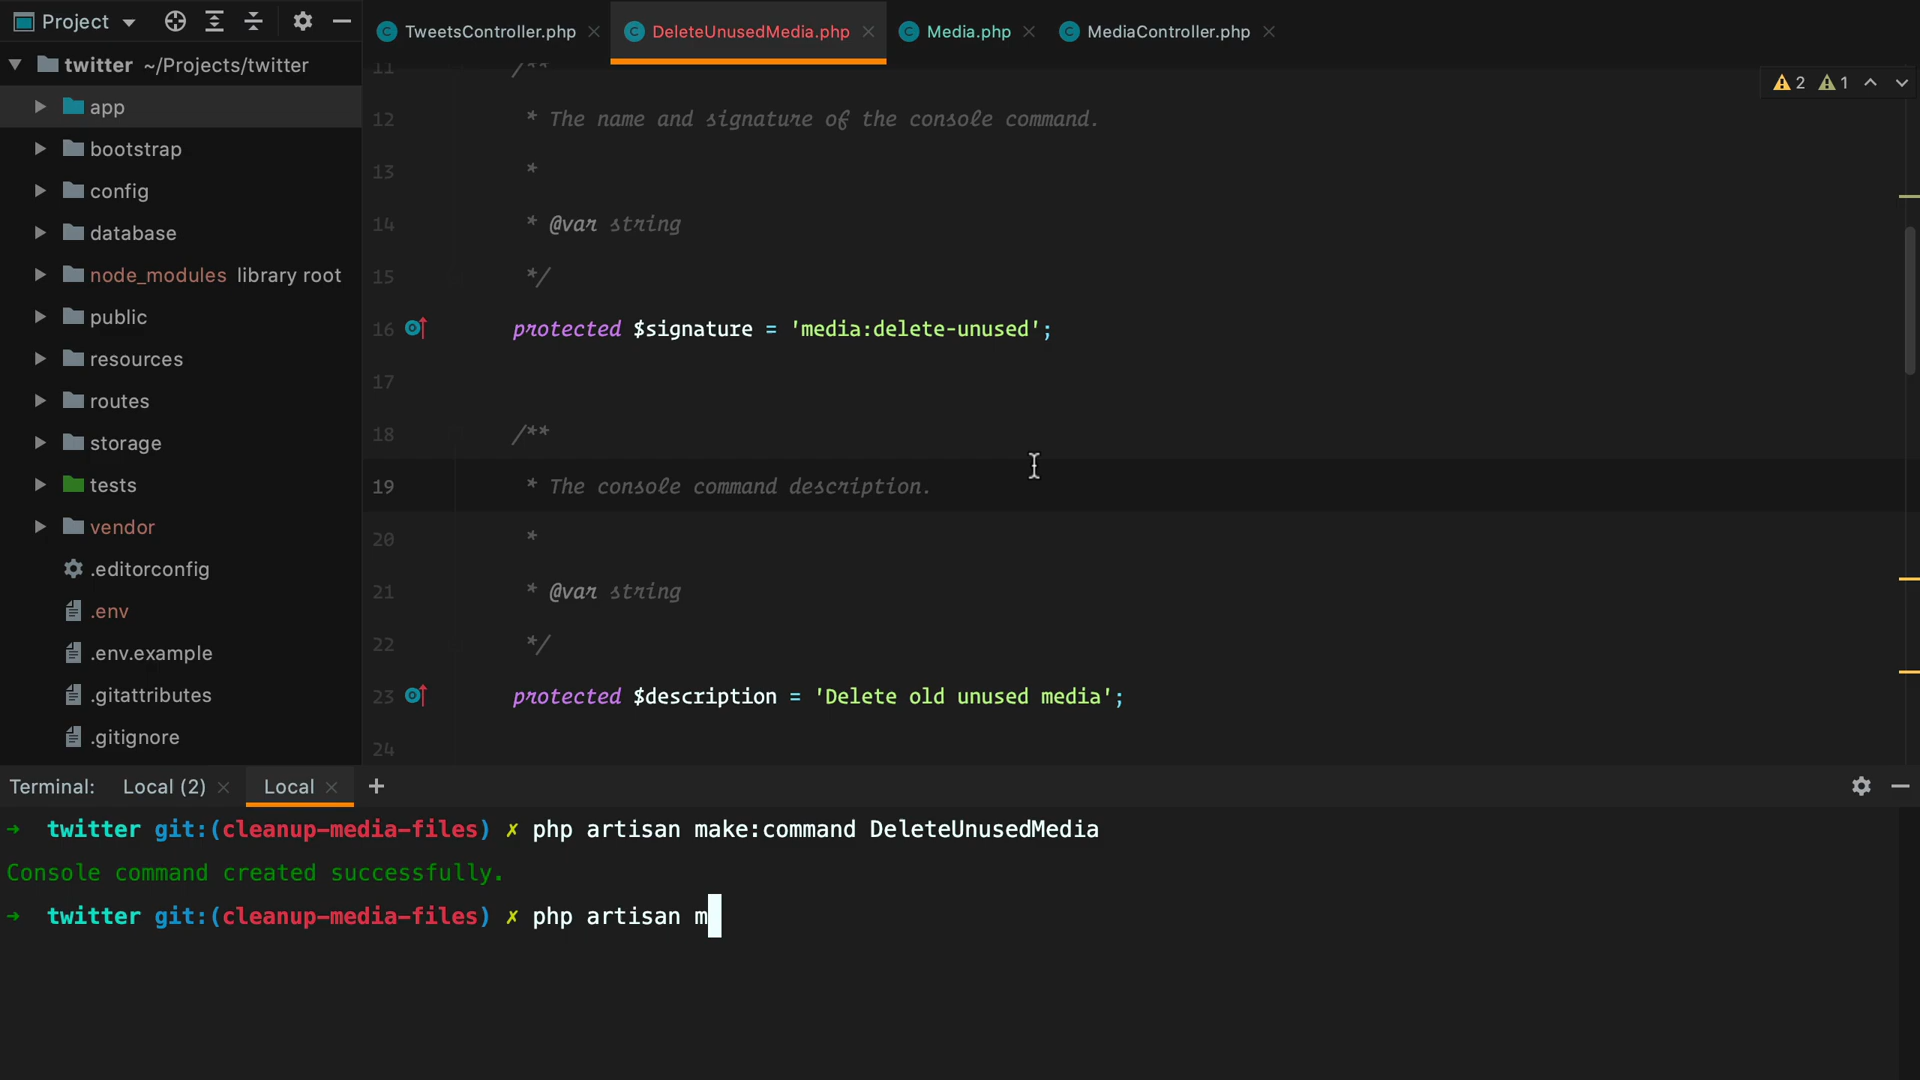 Project
TweetsController.php
DeleteUnusedMedia.php
Media.php
MediaController.php
twitter ~/Projects/twitter
app
bootstrap
config
database
node_modules library root
public
resources
routes
storage
tests
vendor
.editorconfig
.env
.env.example
.gitattributes
.gitignore
2 1
11 /**
12 * The name and signature of the console command.
13 *
14 * @var string
15 */
16 protected $signature = 'media:delete-unused';
17
18 /**
19 * The console command description.
20 *
21 * @var string
22 */
23 protected $description = 'Delete old unused media';
24
Terminal: Local (2) Local +
➜ twitter git:(cleanup-media-files) ✗ php artisan make:command DeleteUnusedMedia
Console command created successfully.
➜ twitter git:(cleanup-media-files) ✗ php artisan m